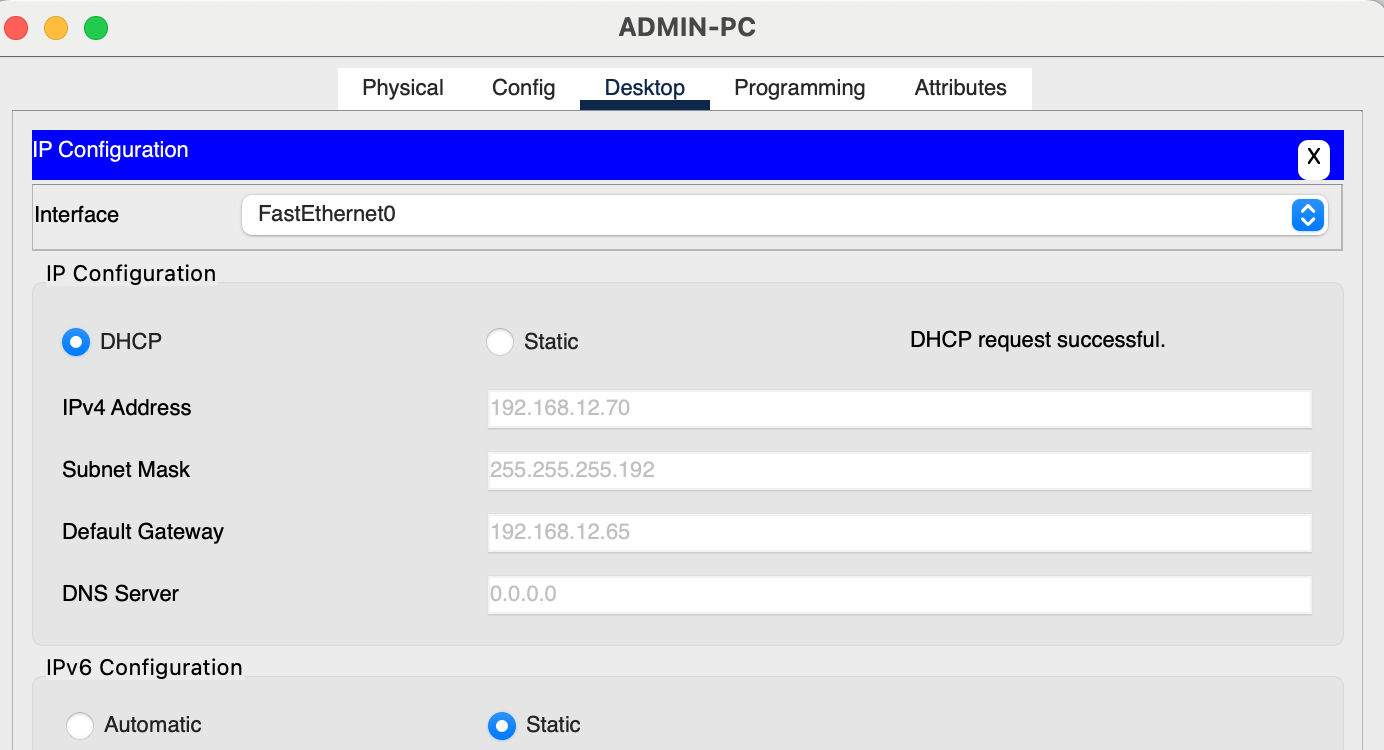 ADMIN-PC
Physical Config Desktop Programming Attributes
IP Configuration X
Interface FastEthernet0
IP Configuration
DHCP Static DHCP request successful.
IPv4 Address 192.168.12.70
Subnet Mask 255.255.255.192
Default Gateway 192.168.12.65
DNS Server 0.0.0.0
IPv6 Configuration
Automatic Static